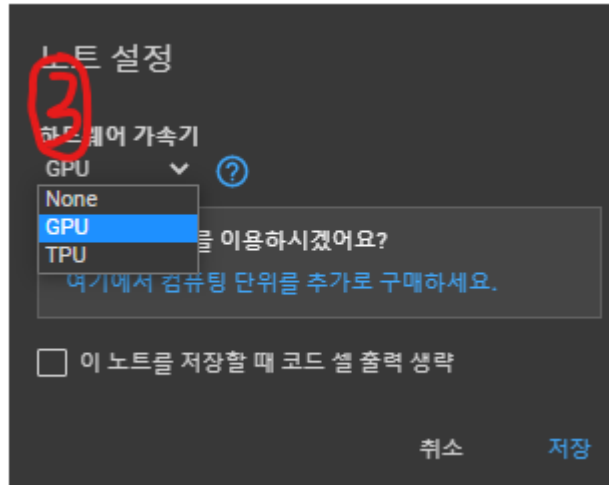 노트 설정
3
하드웨어 가속기
GPU
None
GPU
TPU
를 이용하시겠어요?
여기에서 컴퓨팅 단위를 추가로 구매하세요.
이 노트를 저장할 때 코드 셀 출력 생략
취소 저장